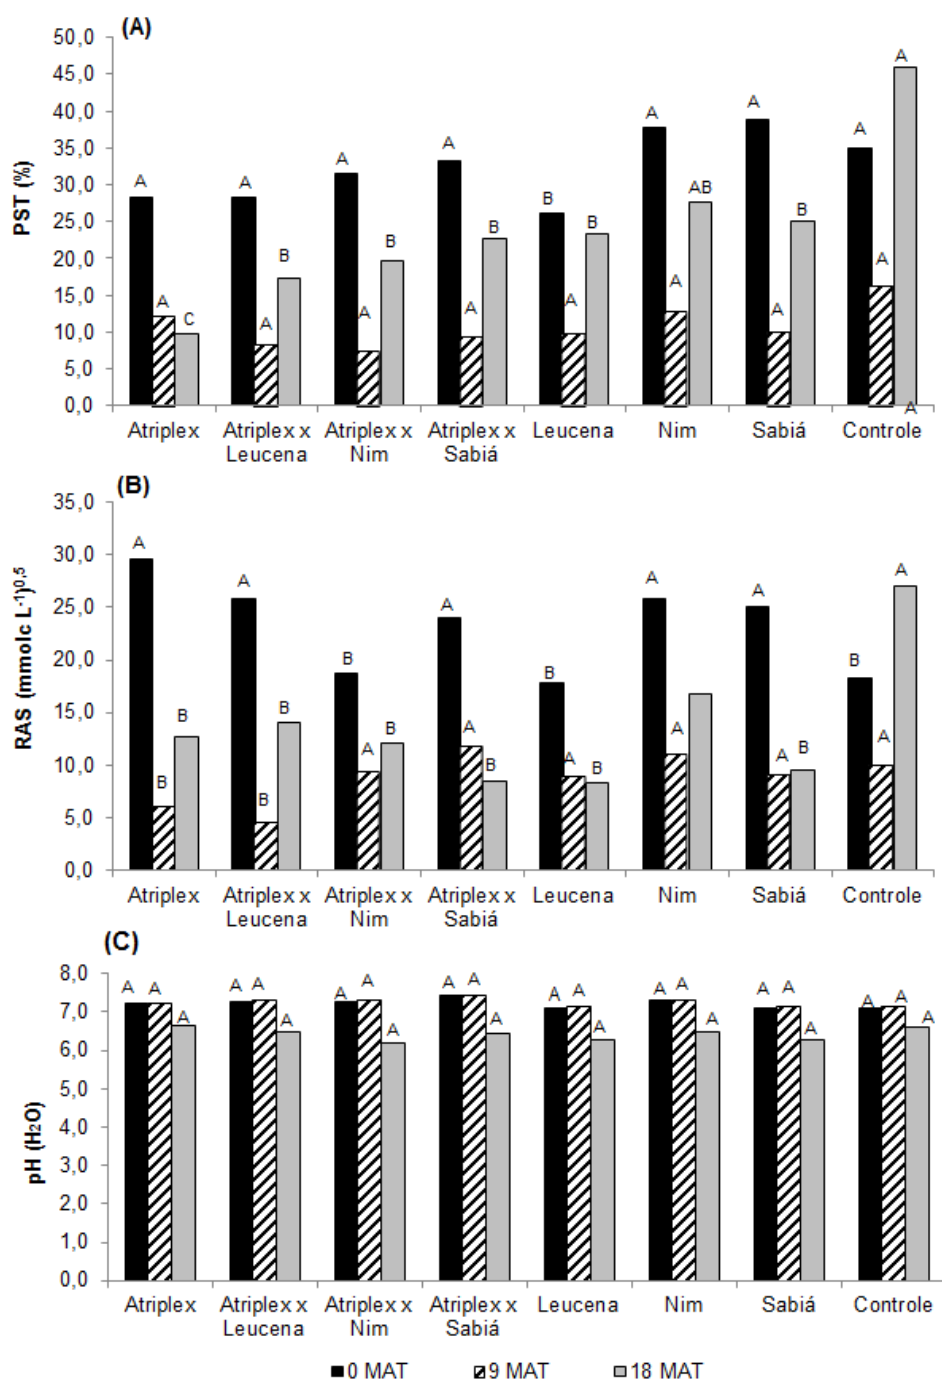 (A)
PST (%)
50,0
45,0
40,0
35,0
30,0
25,0
20,0
15,0
10,0
5,0
0,0
A A C
A A B
A A B
A A B
B A B
A A AB
A A B
A A A
A
Atriplex
Atriplex x
Leucena
Atriplex x
Nim
Atriplex x
Sabiá
Leucena
Nim
Sabiá
Controle
(B)
RAS (mmolc L-1)0,5
35,0
30,0
25,0
20,0
15,0
10,0
5,0
0,0
A B B
A B B
B A B
A A B
B A B
A A
A A B
B A A
Atriplex
Atriplex x
Leucena
Atriplex x
Nim
Atriplex x
Sabiá
Leucena
Nim
Sabiá
Controle
(C)
pH (H2O)
8,0
7,0
6,0
5,0
4,0
3,0
2,0
1,0
0,0
A A A
A A A
A A A
A A A
A A A
A A A
A A A
A A A
Atriplex
Atriplex x
Leucena
Atriplex x
Nim
Atriplex x
Sabiá
Leucena
Nim
Sabiá
Controle
0 MAT 9 MAT 18 MAT